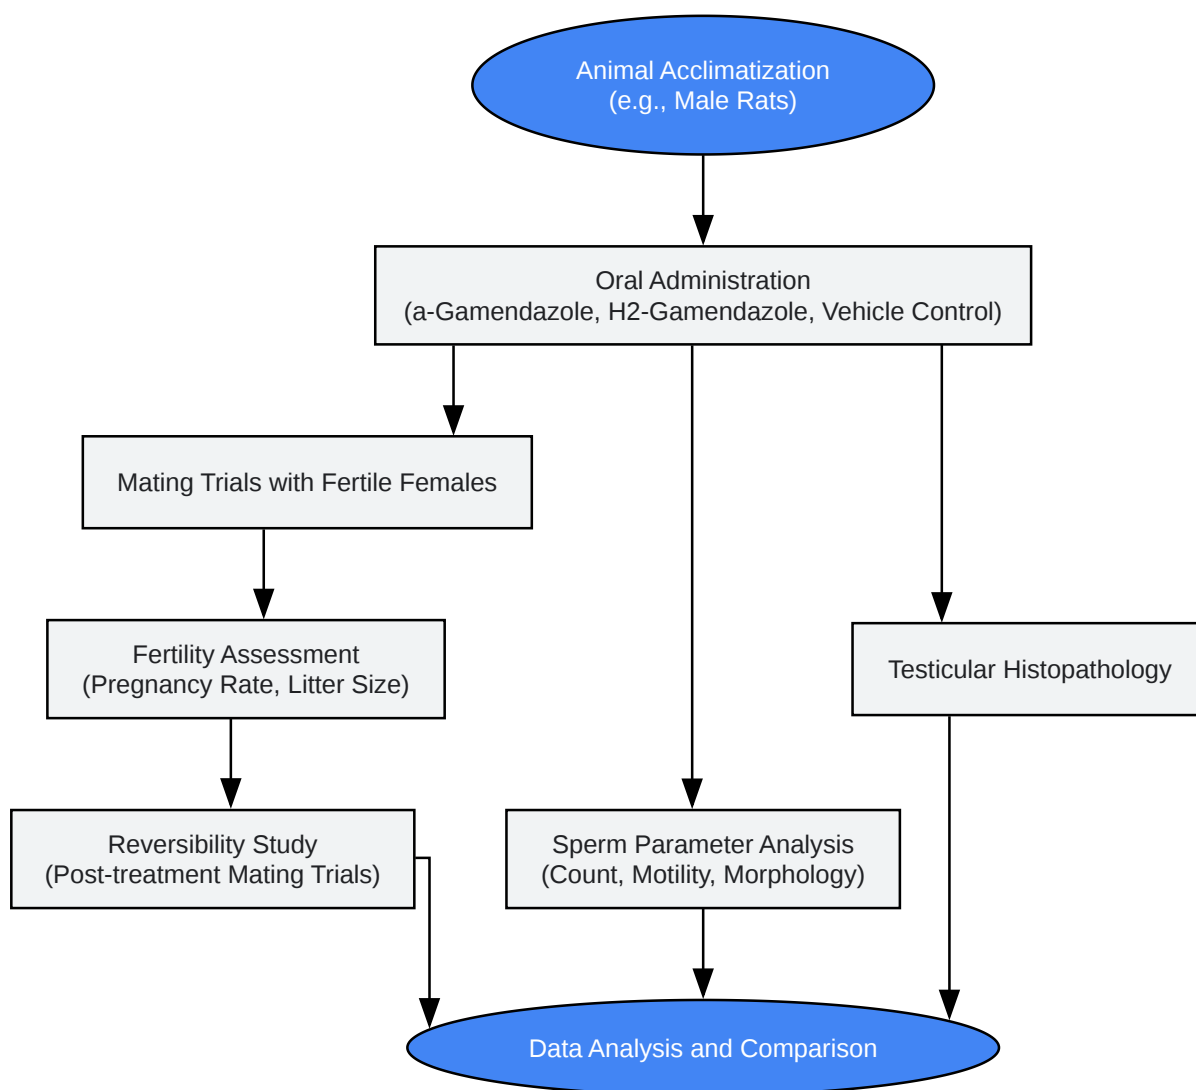 Animal Acclimatization
(e.g., Male Rats)
Oral Administration
(a-Gamendazole, H2-Gamendazole, Vehicle Control)
Mating Trials with Fertile Females
Fertility Assessment
(Pregnancy Rate, Litter Size)
Testicular Histopathology
Reversibility Study
(Post-treatment Mating Trials)
Sperm Parameter Analysis
(Count, Motility, Morphology)
Data Analysis and Comparison